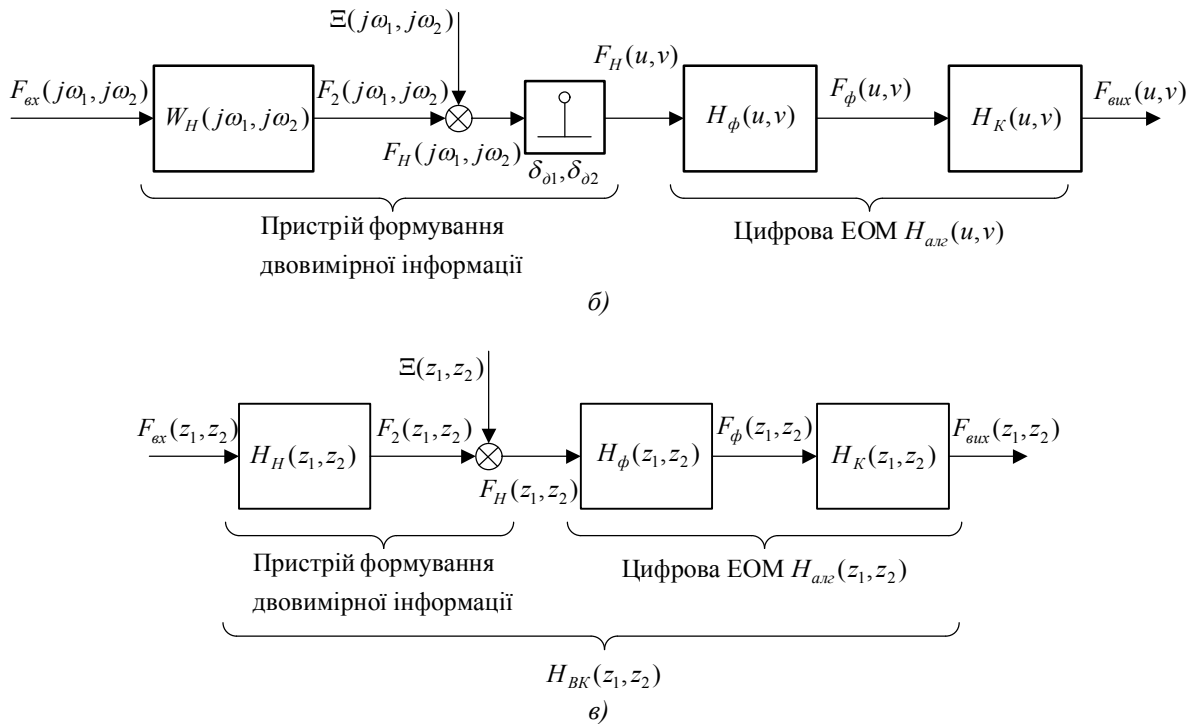 Ξ(jω₁, jω₂)
F_вх(jω₁, jω₂)
W_H(jω₁, jω₂)
F₂(jω₁, jω₂)
F_H(jω₁, jω₂)
δ_д1, δ_д2
F_H(u,v)
H_ф(u,v)
F_ф(u,v)
H_K(u,v)
F_вих(u,v)
Пристрій формування
двовимірної інформації
Цифрова ЕОМ H_алг(u,v)
б)
Ξ(z₁, z₂)
F_вх(z₁, z₂)
H_H(z₁, z₂)
F₂(z₁, z₂)
F_H(z₁, z₂)
H_ф(z₁, z₂)
F_ф(z₁, z₂)
H_K(z₁, z₂)
F_вих(z₁, z₂)
Пристрій формування
двовимірної інформації
Цифрова ЕОМ H_алг(z₁, z₂)
H_ВК(z₁, z₂)
в)